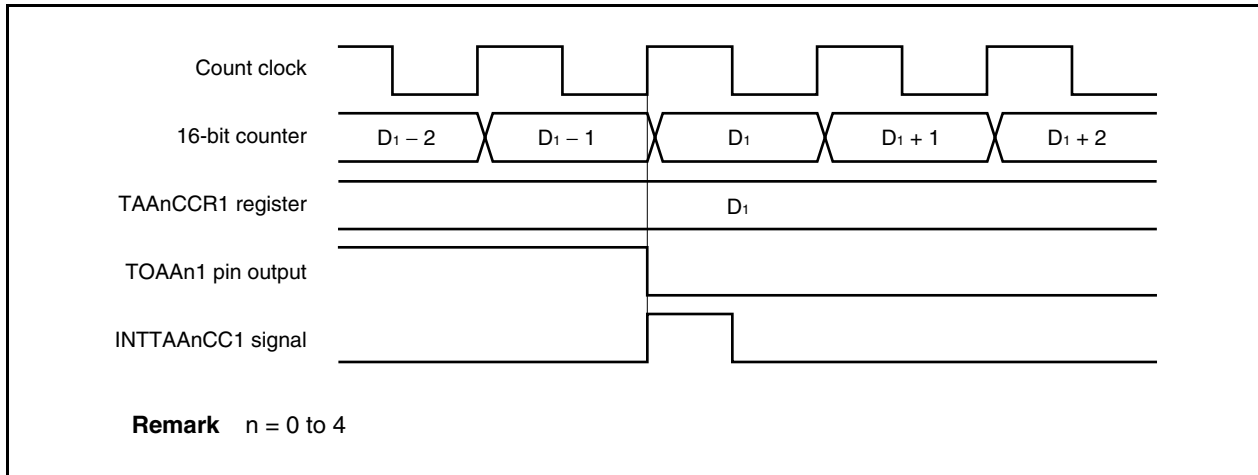 Count clock
16-bit counter D₁ − 2 D₁ − 1 D₁ D₁ + 1 D₁ + 2
TAAnCCR1 register D₁
TOAAn1 pin output
INTTAAnCC1 signal
Remark n = 0 to 4